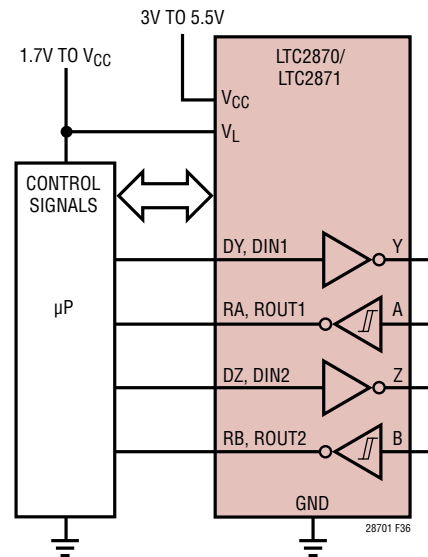 3V TO 5.5V
1.7V TO VCC
LTC2870/
LTC2871
VCC
VL
CONTROL
SIGNALS
µP
DY, DIN1
Y
RA, ROUT1
A
DZ, DIN2
Z
RB, ROUT2
B
GND
28701 F36